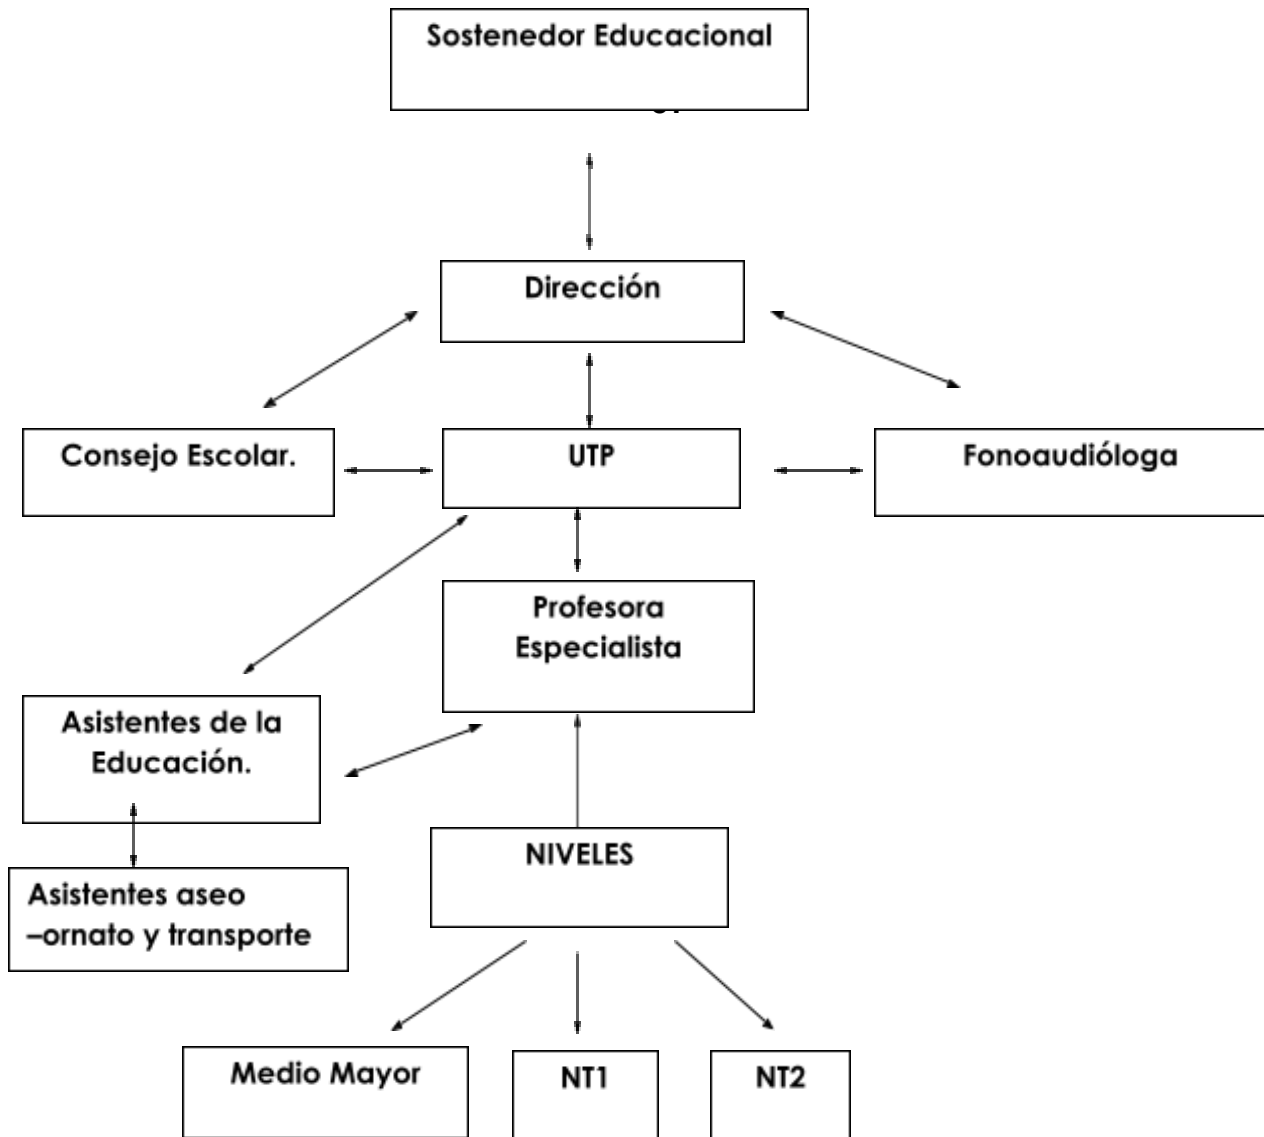 Sostenedor Educacional
Dirección
Consejo Escolar.
UTP
Fonoaudióloga
Profesora
Especialista
Asistentes de la
Educación.
NIVELES
Asistentes aseo
–ornato y transporte
Medio Mayor
NT1
NT2